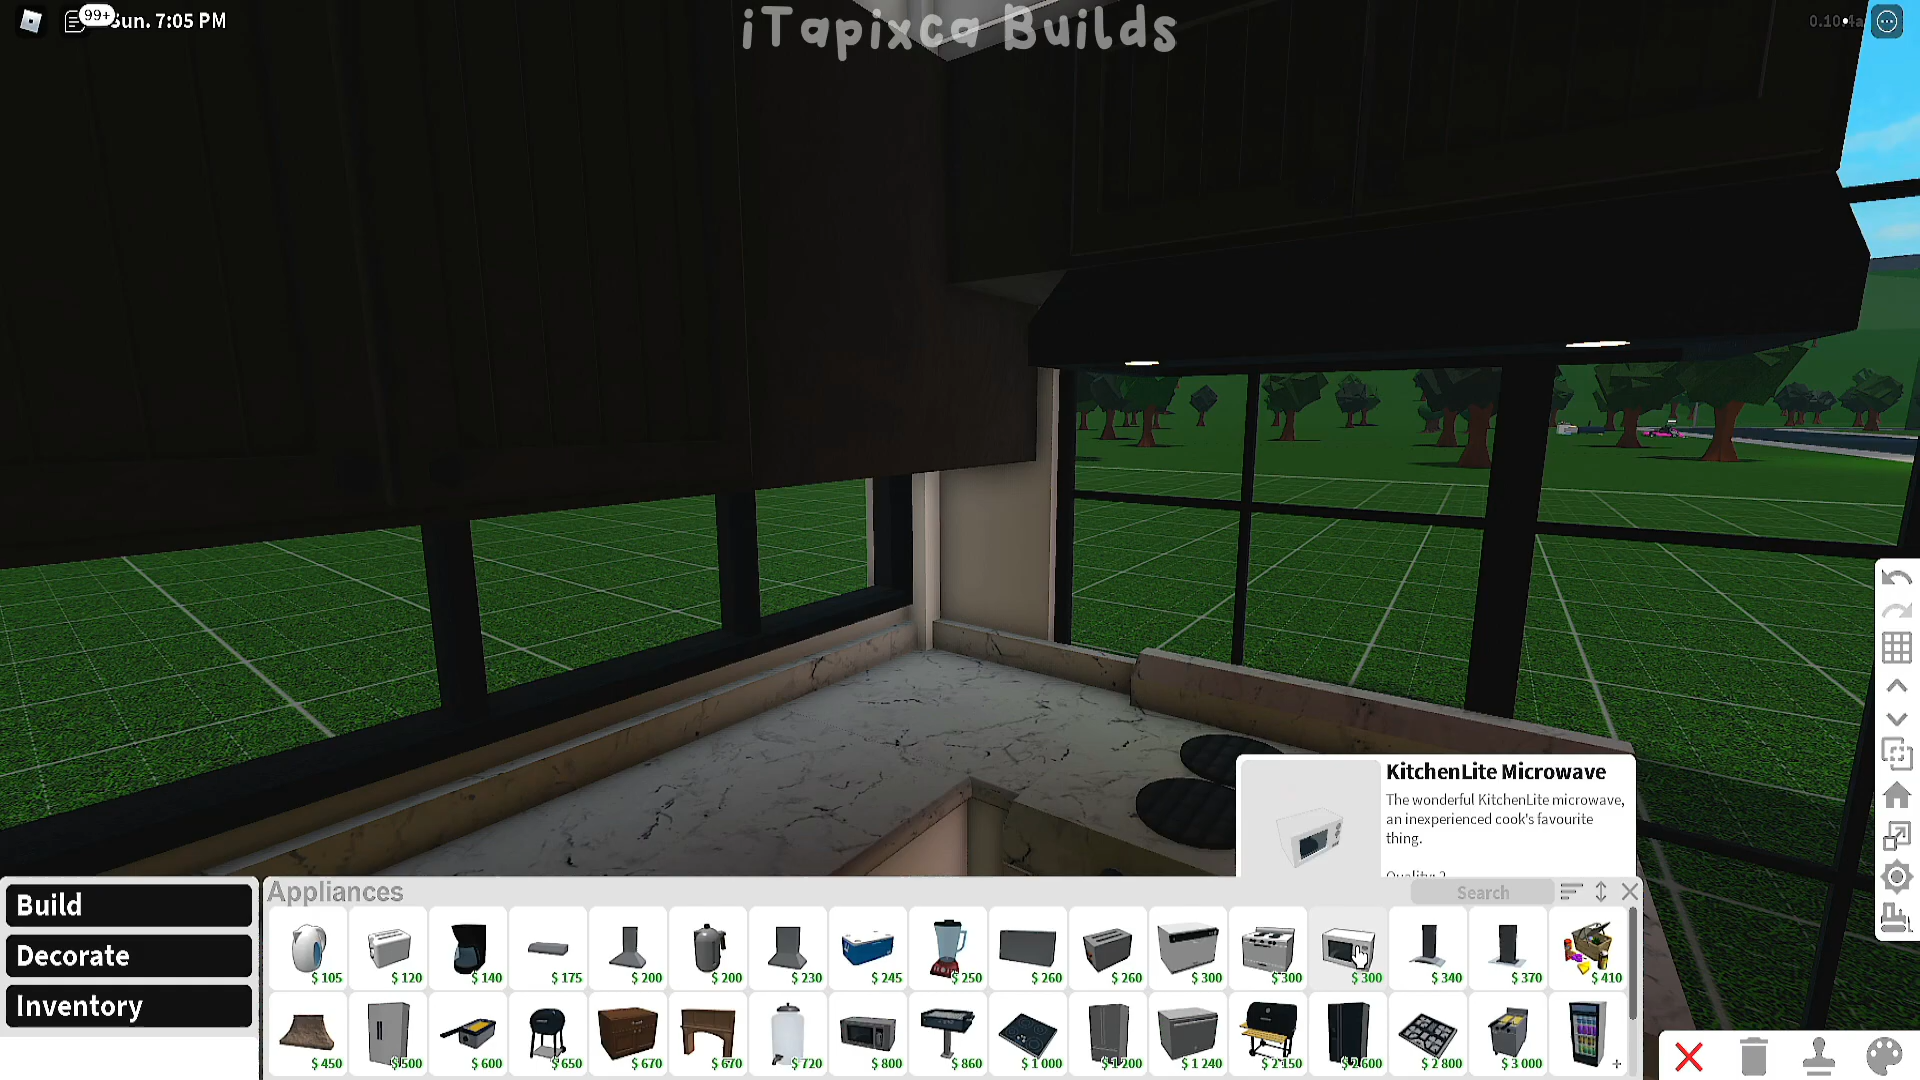 99+
Sun. 7:05 PM
iTapixca Builds
KitchenLite Microwave
The wonderful KitchenLite microwave,
an inexperienced cook's favourite
thing.
Build
Decorate
Inventory
Appliances
Search
$ 105 $ 120 $ 140 $ 175 $ 200 $ 200 $ 230 $ 245 $ 250 $ 260 $ 260 $ 300 $ 300 $ 300 $ 340 $ 370 $ 410
$ 450 $ 500 $ 600 $ 650 $ 670 $ 670 $ 720 $ 800 $ 860 $ 1 000 $ 1 200 $ 1 240 $ 2 150 $ 2 600 $ 2 800 $ 3 000 +